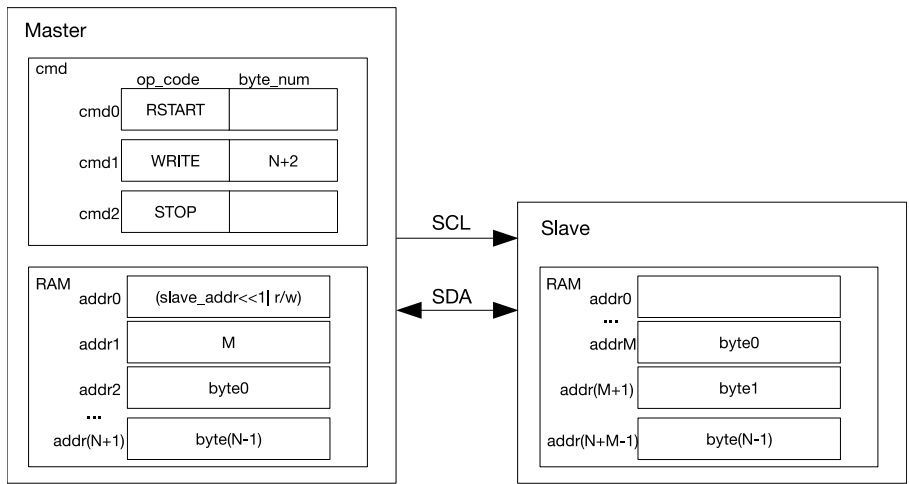 Master
cmd
op_code byte_num
cmd0 RSTART
cmd1 WRITE N+2
cmd2 STOP
RAM
addr0 (slave_addr<<1| r/w)
addr1 M
addr2 byte0
...
addr(N+1) byte(N-1)
SCL
SDA
Slave
RAM
addr0
...
addrM byte0
addr(M+1) byte1
addr(N+M-1) byte(N-1)